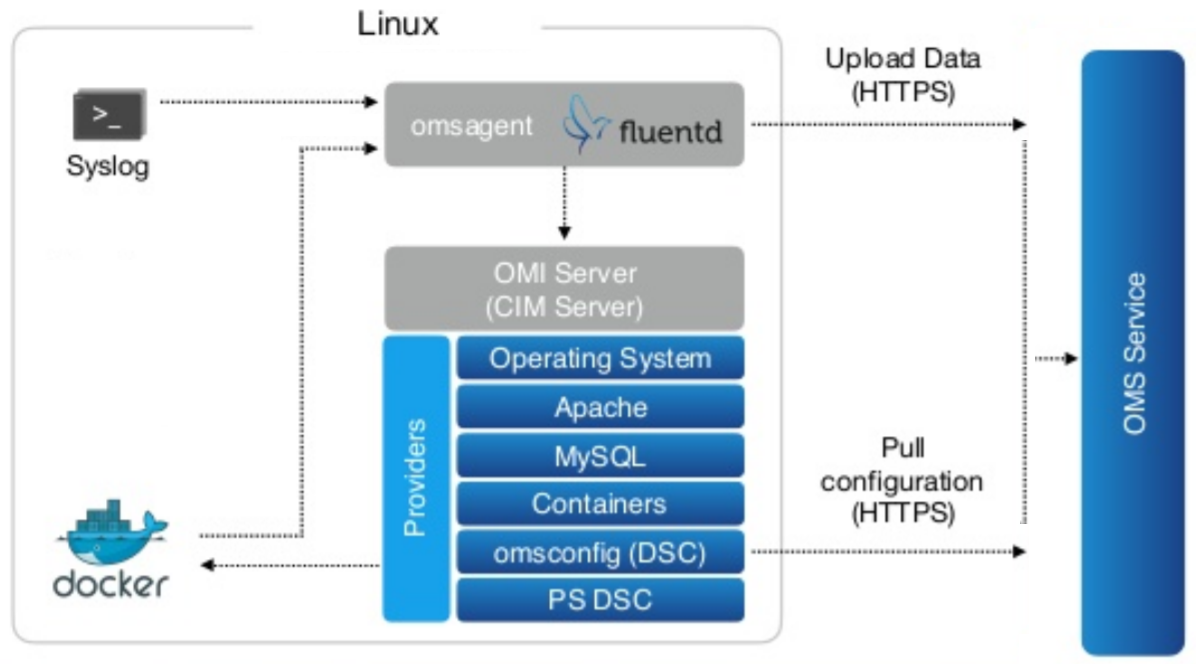 Linux
Upload Data
(HTTPS)
>_
Syslog
omsagent
fluentd
OMI Server
(CIM Server)
Providers
Operating System
Apache
MySQL
Containers
omsconfig (DSC)
PS DSC
Pull
configuration
(HTTPS)
docker
OMS Service